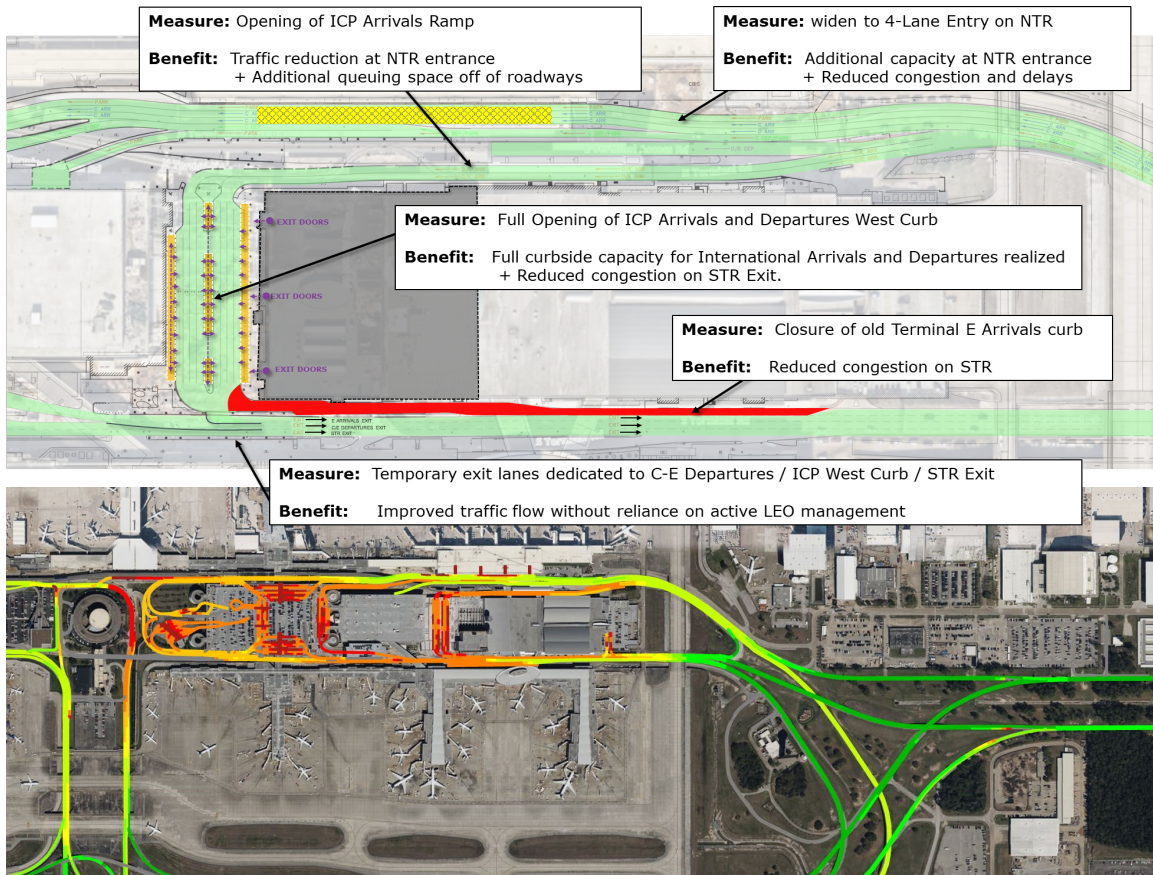 Measure: Opening of ICP Arrivals Ramp
Benefit: Traffic reduction at NTR entrance
+ Additional queuing space off of roadways
Measure: widen to 4-Lane Entry on NTR
Benefit: Additional capacity at NTR entrance
+ Reduced congestion and delays
Measure: Full Opening of ICP Arrivals and Departures West Curb
Benefit: Full curbside capacity for International Arrivals and Departures realized
+ Reduced congestion on STR Exit.
EXIT DOORS
EXIT DOORS
EXIT DOORS
Measure: Closure of old Terminal E Arrivals curb
Benefit: Reduced congestion on STR
E ARRIVALS EXIT
C/E DEPARTURES EXIT
STR EXIT
Measure: Temporary exit lanes dedicated to C-E Departures / ICP West Curb / STR Exit
Benefit: Improved traffic flow without reliance on active LEO management